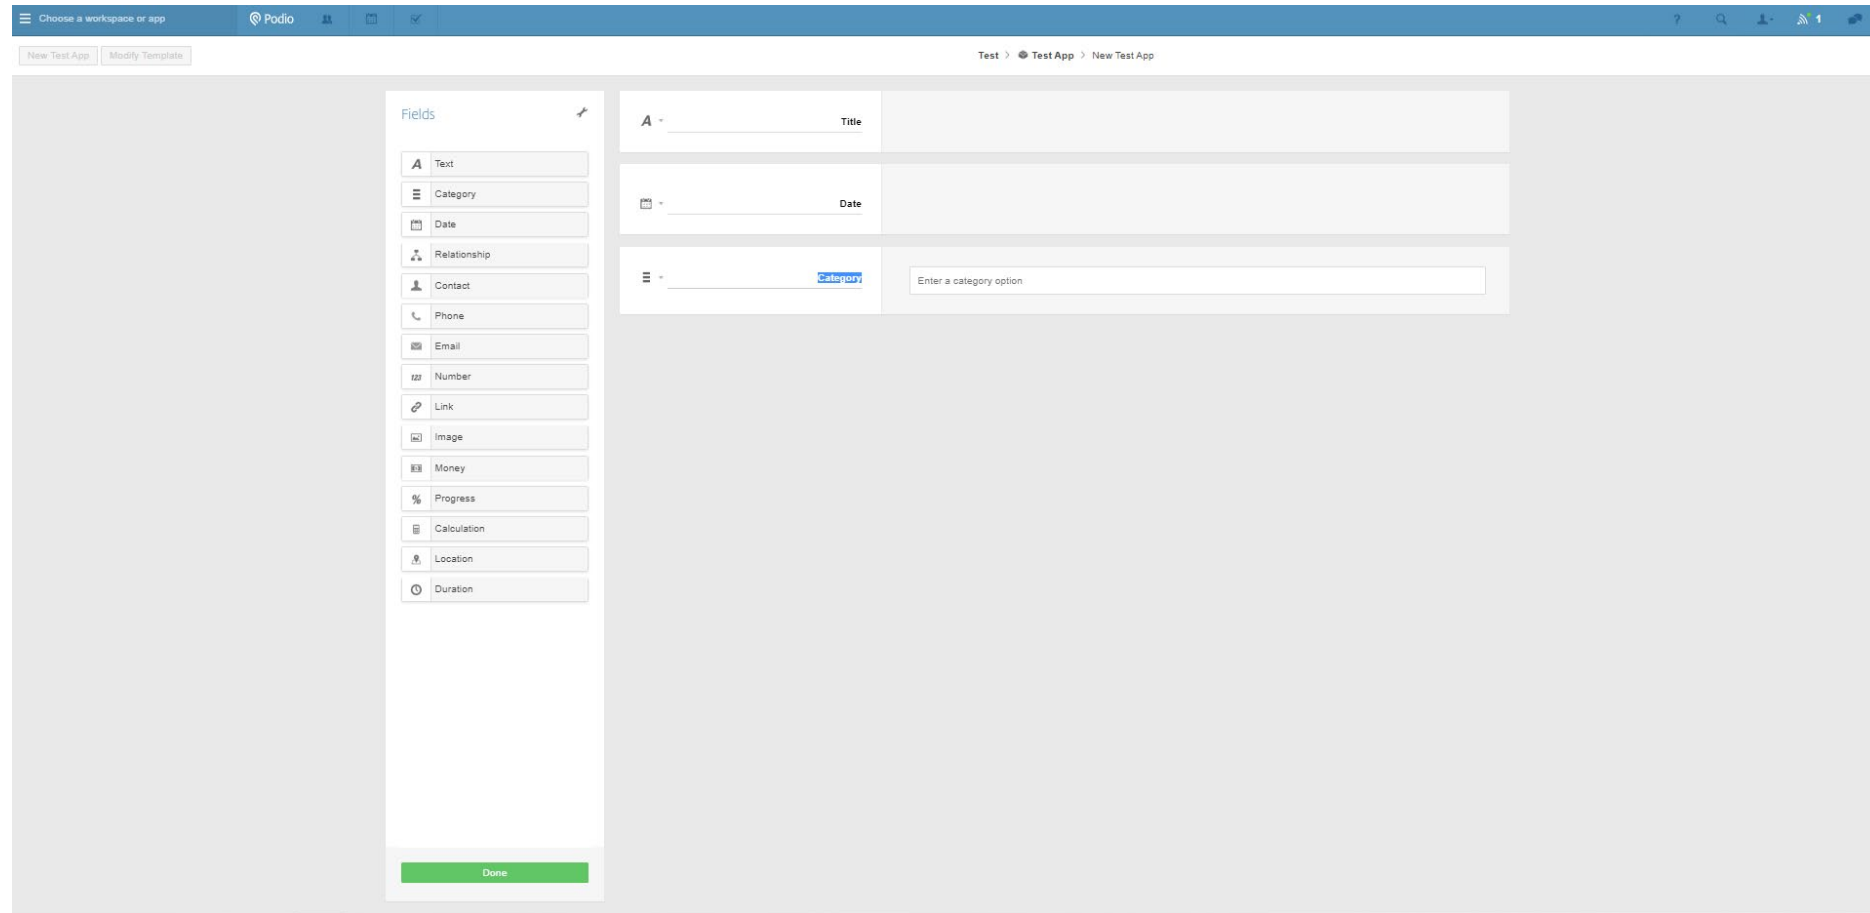 Choose a workspace or app
Podio
? 1
New Test App Modify Template
Test > Test App > New Test App
Fields
A Text
Category
Date
Relationship
Contact
Phone
Email
123 Number
Link
Image
Money
% Progress
Calculation
Location
Duration
Done
A Title
Date
Category
Enter a category option